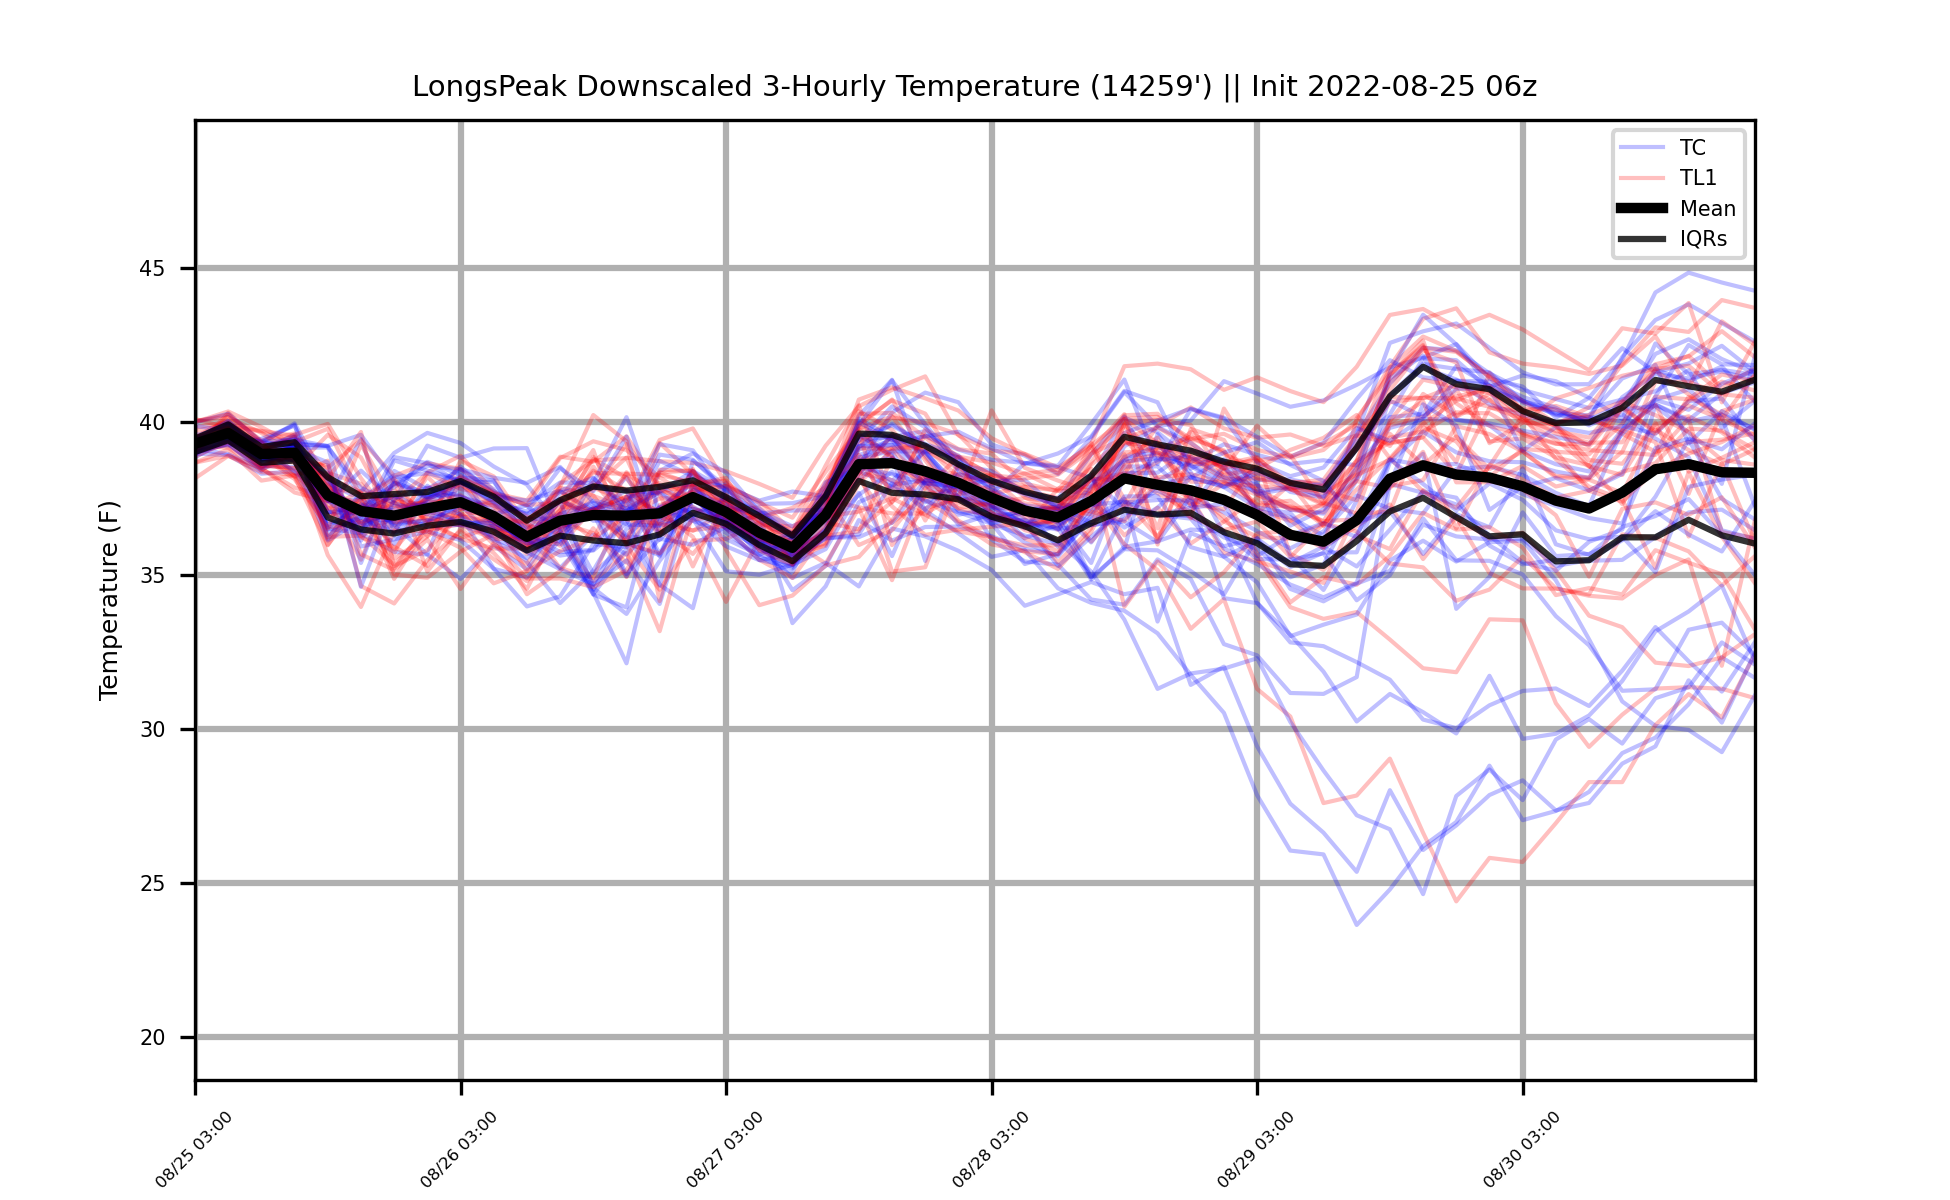 LongsPeak Downscaled 3-Hourly Temperature (14259') || Init 2022-08-25 06z
TC
TL1
Mean
IQRs
Temperature (F)
45
40
35
30
25
20
08/25 03:00
08/26 03:00
08/27 03:00
08/28 03:00
08/29 03:00
08/30 03:00